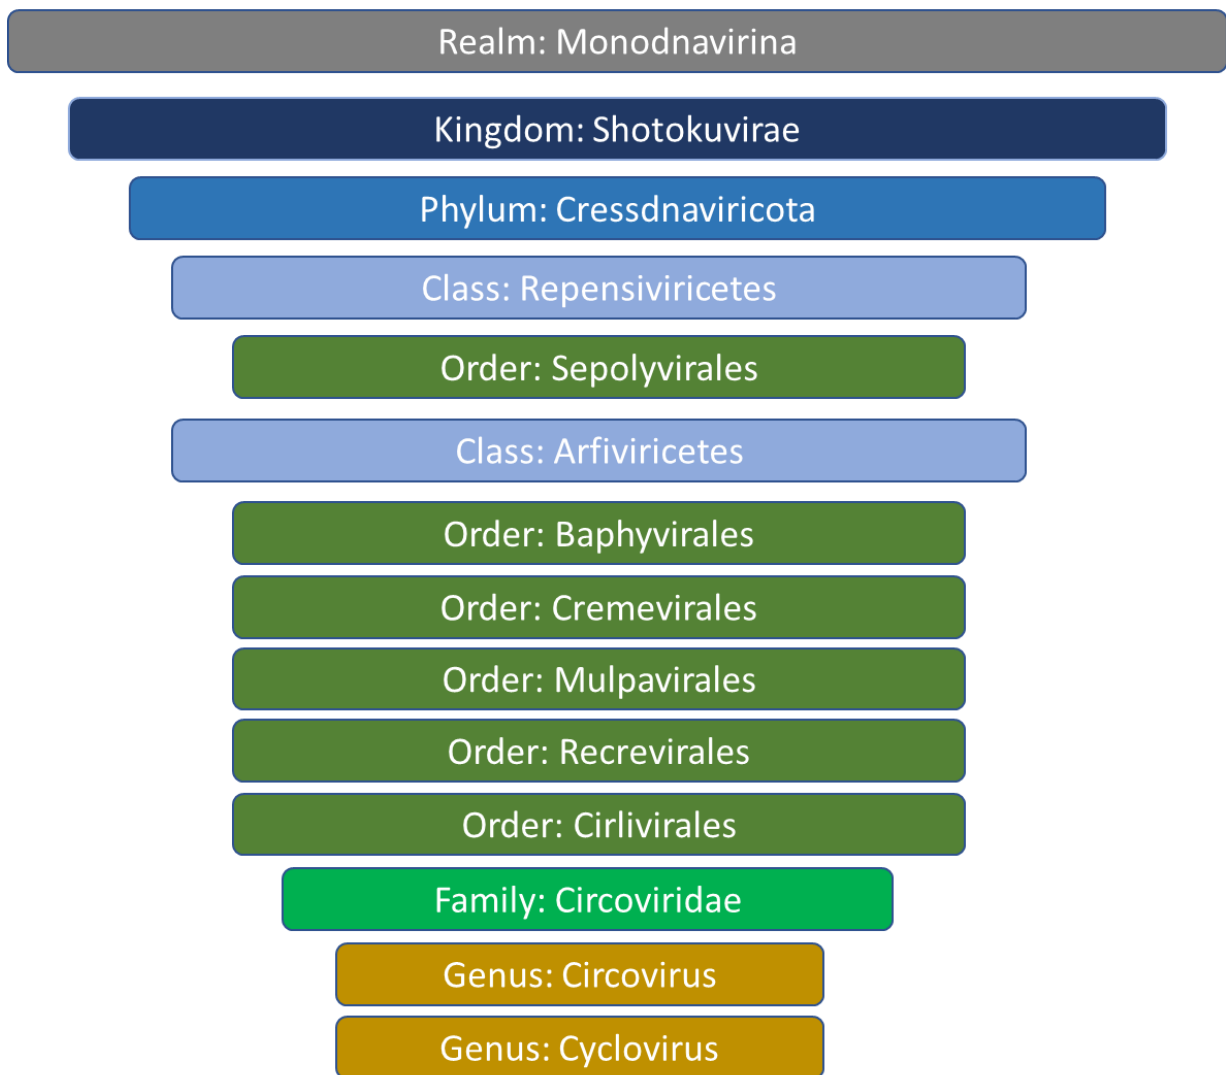 Realm: Monodnavirina
Kingdom: Shotokuvirae
Phylum: Cressdnaviricota
Class: Repensiviricetes
Order: Sepolyvirales
Class: Arfiviricetes
Order: Baphyvirales
Order: Cremevirales
Order: Mulpavirales
Order: Recrevirales
Order: Cirlivirales
Family: Circoviridae
Genus: Circovirus
Genus: Cyclovirus